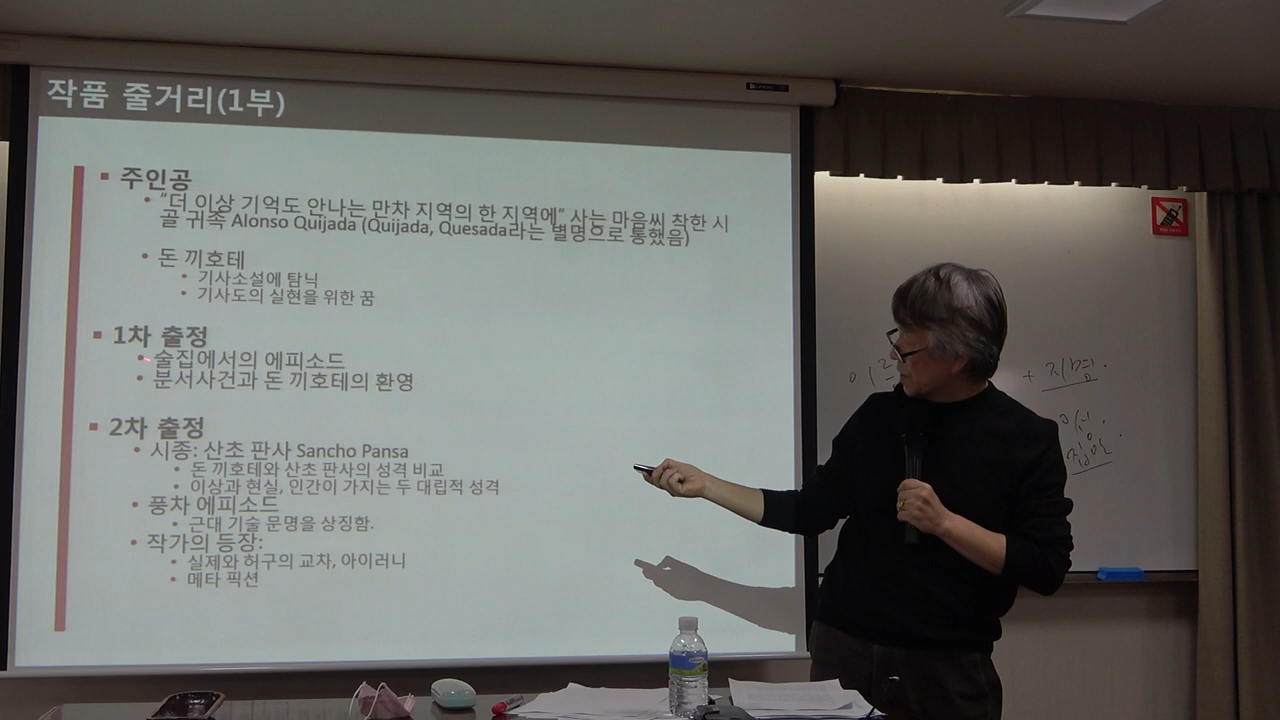 작품 줄거리(1부)
▪ 주인공
• “더 이상 기억도 안나는 만차 지역의 한 지역에” 사는 마음씨 착한 시
골 귀족 Alonso Quijada (Quijada, Quesada라는 별명으로 통했음)
• 돈 끼호테
• 기사소설에 탐닉
• 기사도의 실현을 위한 꿈
▪ 1차 출정
• 술집에서의 에피소드
• 분서사건과 돈 끼호테의 환영
▪ 2차 출정
• 시종: 산초 판사 Sancho Pansa
• 돈 끼호테와 산초 판사의 성격 비교
• 이상과 현실, 인간이 가지는 두 대립적 성격
• 풍차 에피소드
• 근대 기술 문명을 상징함.
• 작가의 등장:
• 실제와 허구의 교차, 아이러니
• 메타 픽션
+ 지명.